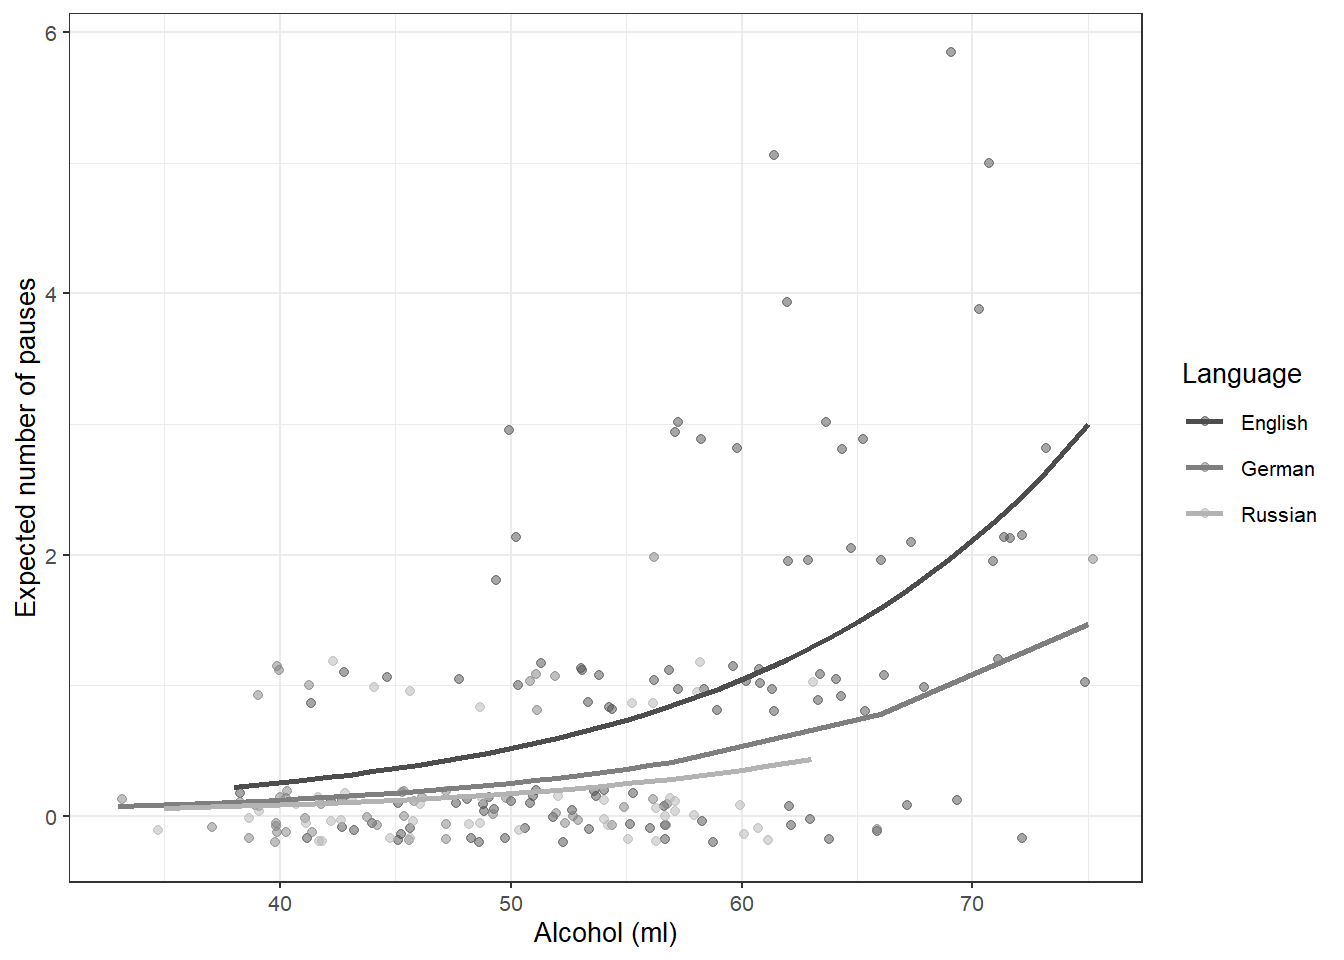 Expected number of pauses
6
4
2
0
40 50 60 70
Alcohol (ml)
Language
English
German
Russian